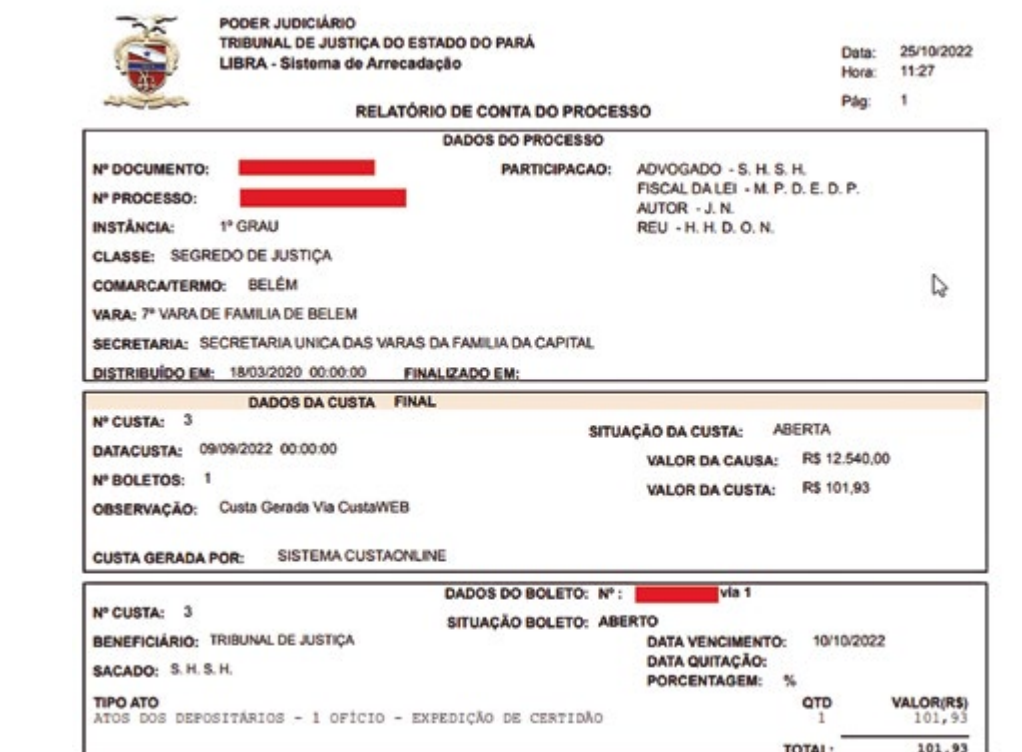 PODER JUDICIÁRIO
TRIBUNAL DE JUSTIÇA DO ESTADO DO PARÁ
LIBRA - Sistema de Arrecadação
Data: 25/10/2022
Hora: 11:27
Pág: 1
RELATÓRIO DE CONTA DO PROCESSO
DADOS DO PROCESSO
Nº DOCUMENTO:
Nº PROCESSO:
INSTÂNCIA: 1º GRAU
CLASSE: SEGREDO DE JUSTIÇA
COMARCA/TERMO: BELÉM
VARA: 7ª VARA DE FAMILIA DE BELEM
SECRETARIA: SECRETARIA UNICA DAS VARAS DA FAMILIA DA CAPITAL
DISTRIBUÍDO EM: 18/03/2020 00:00:00 FINALIZADO EM:
PARTICIPACAO: ADVOGADO - S. H. S. H.
FISCAL DA LEI - M. P. D. E. D. P.
AUTOR - J. N.
REU - H. H. D. O. N.
DADOS DA CUSTA FINAL
Nº CUSTA: 3
DATACUSTA: 09/09/2022 00:00:00
Nº BOLETOS: 1
OBSERVAÇÃO: Custa Gerada Via CustaWEB
CUSTA GERADA POR: SISTEMA CUSTAONLINE
SITUAÇÃO DA CUSTA: ABERTA
VALOR DA CAUSA: R$ 12.540,00
VALOR DA CUSTA: R$ 101,93
DADOS DO BOLETO: Nº : via 1
Nº CUSTA: 3
SITUAÇÃO BOLETO: ABERTO
BENEFICIÁRIO: TRIBUNAL DE JUSTIÇA
SACADO: S. H. S. H.
DATA VENCIMENTO: 10/10/2022
DATA QUITAÇÃO:
PORCENTAGEM: %
TIPO ATO QTD VALOR(R$)
ATOS DOS DEPOSITÁRIOS - 1 OFÍCIO - EXPEDIÇÃO DE CERTIDÃO 1 101,93
TOTAL: 101,93